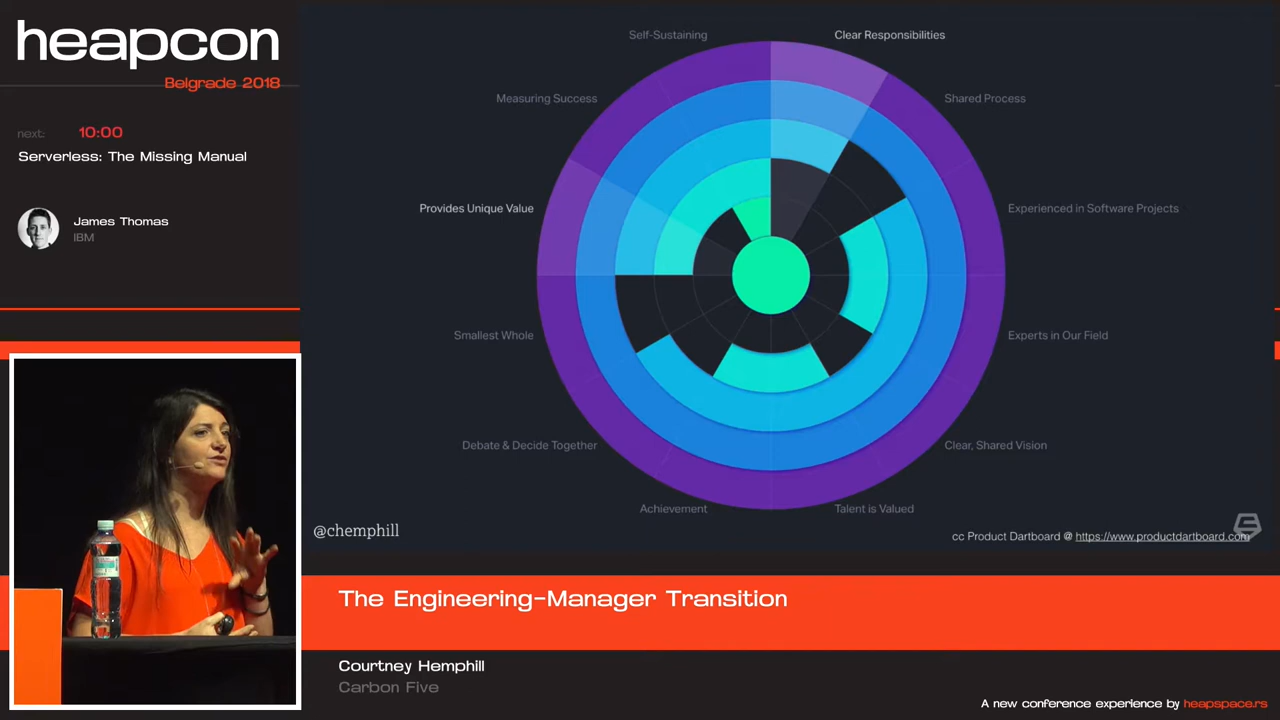 heapcon
Belgrade 2018
next: 10:00
Serverless: The Missing Manual
James Thomas
IBM
Self-Sustaining
Clear Responsibilities
Measuring Success
Shared Process
Provides Unique Value
Experienced in Software Projects
Smallest Whole
Experts in Our Field
Debate & Decide Together
Clear, Shared Vision
Achievement
Talent is Valued
@chemphill
cc Product Dartboard @ https://www.productdartboard.com
The Engineering-Manager Transition
Courtney Hemphill
Carbon Five
A new conference experience by heapspace.rs